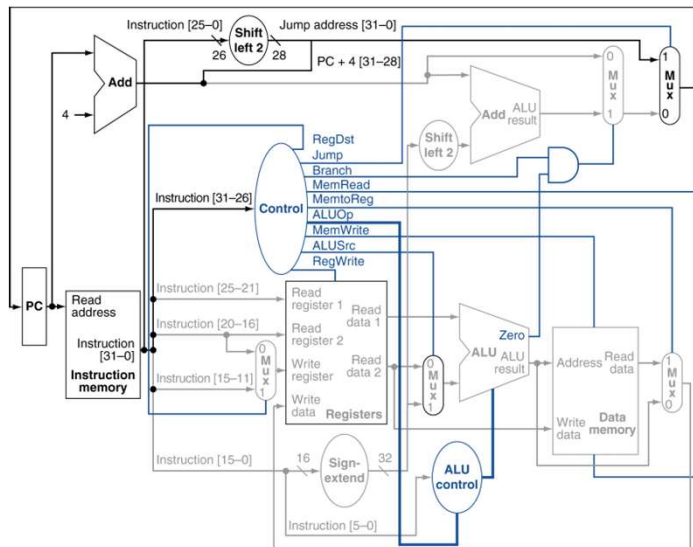 Instruction [25–0]
Shift
left 2
Jump address [31–0]
26
28
PC + 4 [31–28]
Add
4
0
Mux
1
1
Mux
0
Add
ALU
result
Shift
left 2
RegDst
Jump
Branch
MemRead
MemtoReg
ALUOp
MemWrite
ALUSrc
RegWrite
Control
Instruction [31–26]
PC
Read
address
Instruction
[31–0]
Instruction
memory
Instruction [25–21]
Instruction [20–16]
Instruction [15–11]
0
Mux
1
Read
register 1
Read
register 2
Write
register
Write
data
Read
data 1
Read
data 2
Registers
0
Mux
1
Zero
ALU
ALU
result
Address
Read
data
Write
data
Data
memory
1
Mux
0
Instruction [15–0]
16
Sign-
extend
32
ALU
control
Instruction [5–0]